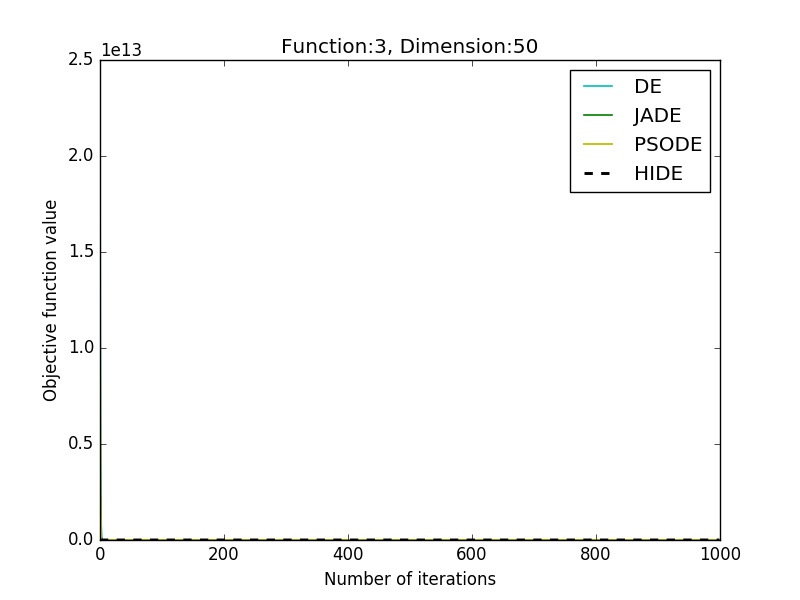 Function:3, Dimension:50
1e13
2.5
2.0
1.5
1.0
0.5
0.0
Objective function value
DE
JADE
PSODE
HIDE
0 200 400 600 800 1000
Number of iterations